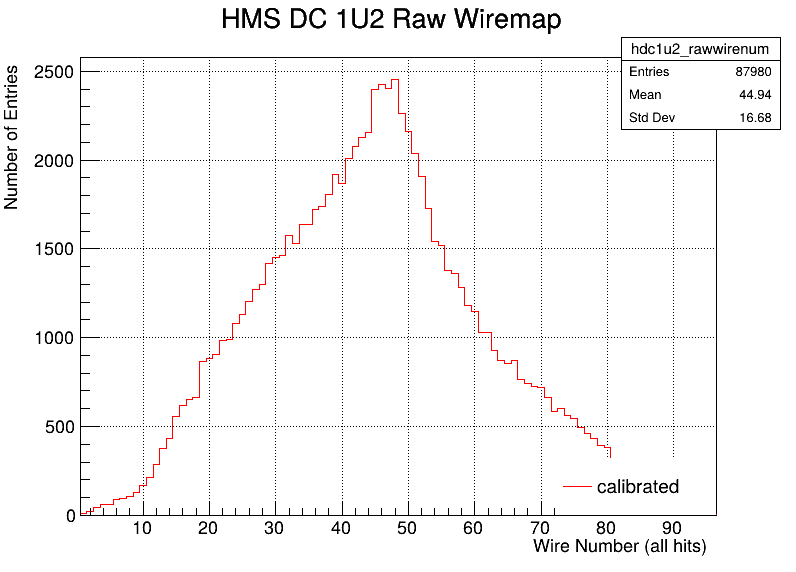 HMS DC 1U2 Raw Wiremap
hdc1u2_rawwirenum
Entries 87980
Mean 44.94
Std Dev 16.68
Number of Entries
2500
2000
1500
1000
500
0
calibrated
10 20 30 40 50 60 70 80 90
Wire Number (all hits)